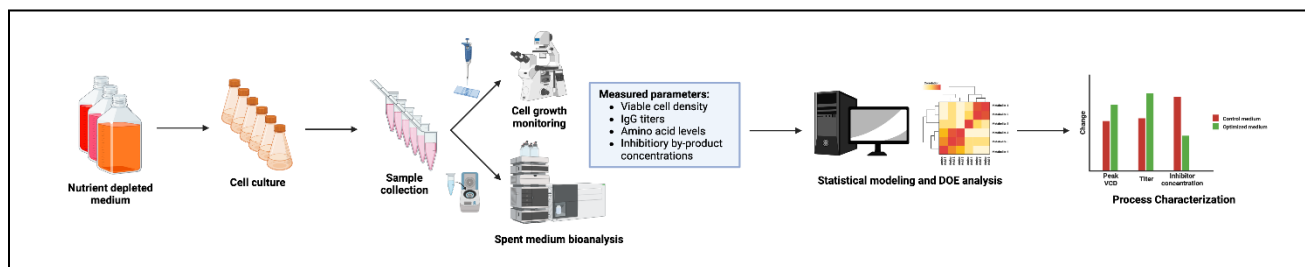 Nutrient depleted
medium
Cell culture
Sample
collection
Cell growth
monitoring
Spent medium bioanalysis
Measured parameters:
• Viable cell density
• IgG titers
• Amino acid levels
• Inhibitiory by-product
concentrations
Statistical modeling and DOE analysis
Change
Control medium
Optimized medium
Peak
VCD
Titer
Inhibitor
concentration
Process Characterization